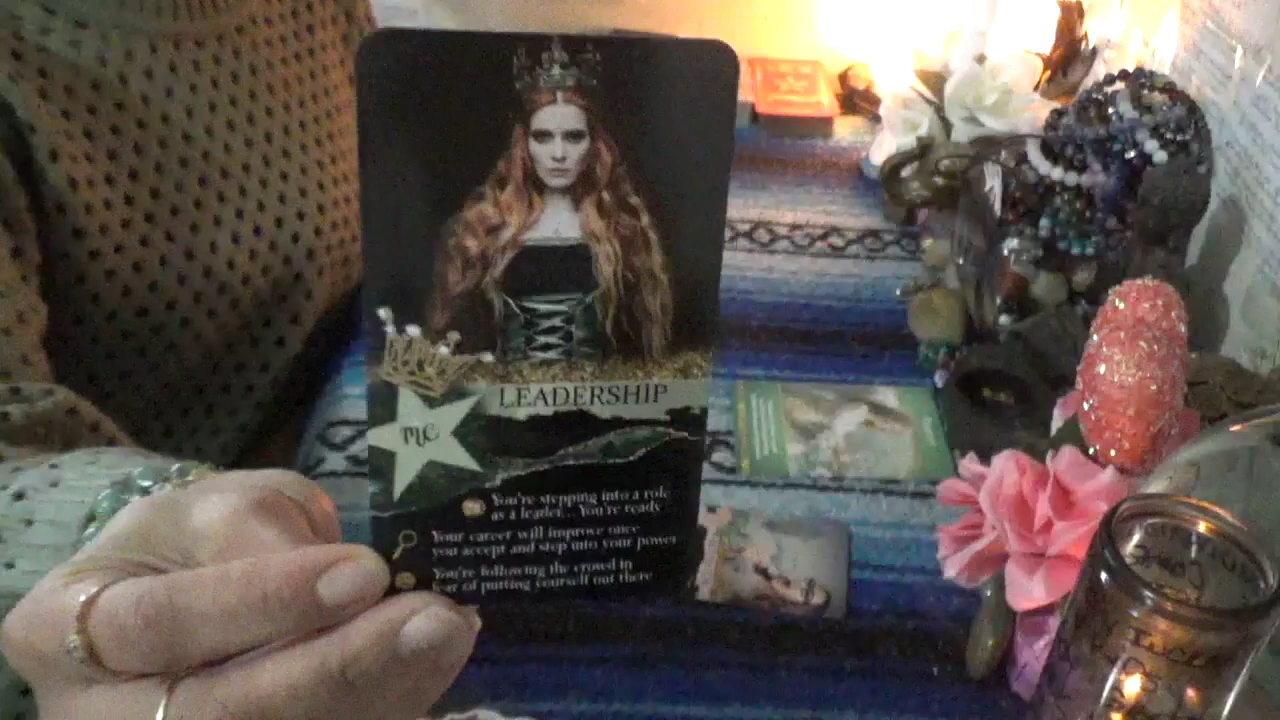 LEADERSHIP
MC
You're stepping into a role
as a leader... You're ready
Your career will improve once
you accept and step into your power
You're following the crowd in
fear of putting yourself out there